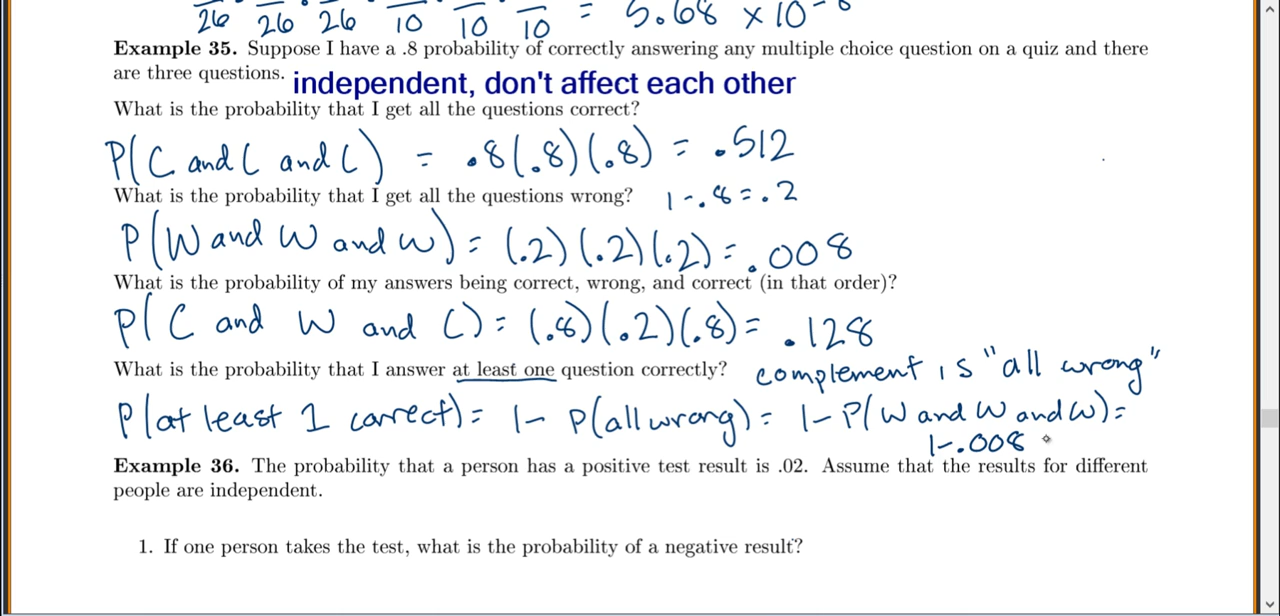 26 26 26 10 10 10 = 5.68 × 10⁻⁸
Example 35. Suppose I have a .8 probability of correctly answering any multiple choice question on a quiz and there
are three questions. independent, don't affect each other
What is the probability that I get all the questions correct?
P(C and C and C) = .8(.8)(.8) = .512
What is the probability that I get all the questions wrong? 1-.8=.2
P(W and W and W) = (.2)(.2)(.2) = .008
What is the probability of my answers being correct, wrong, and correct (in that order)?
P(C and W and C) = (.8)(.2)(.8) = .128
What is the probability that I answer at least one question correctly? complement is "all wrong"
P(at least 1 correct) = 1- P(all wrong) = 1-P(W and W and W) =
1-.008
Example 36. The probability that a person has a positive test result is .02. Assume that the results for different
people are independent.
1. If one person takes the test, what is the probability of a negative result?